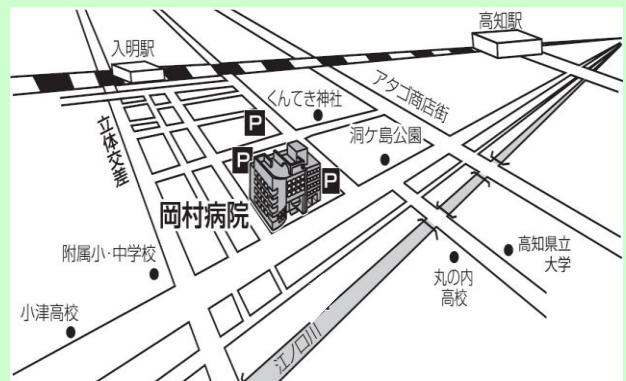 高知駅
入明駅
アタゴ商店街
くんてき神社
立体交差
P
洞ケ島公園
P
P
岡村病院
附属小・中学校
高知県立
大学
丸の内
高校
小津高校
江ノ口川